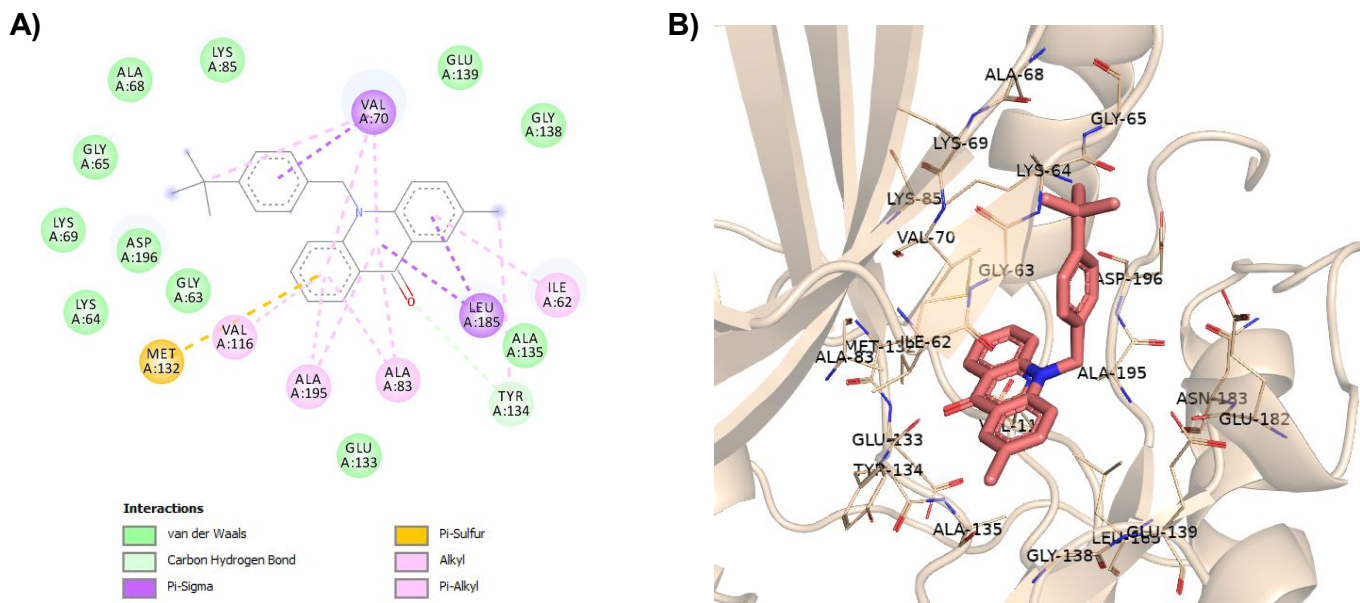 A)
LYS
A:85
ALA
A:68
GLU
A:139
VAL
A:70
GLY
A:138
GLY
A:65
LYS
A:69
ASP
A:196
GLY
A:63
LYS
A:64
N
O
ILE
A:62
LEU
A:185
ALA
A:135
VAL
A:116
MET
A:132
ALA
A:195
ALA
A:83
TYR
A:134
GLU
A:133
Interactions
van der Waals
Carbon Hydrogen Bond
Pi-Sigma
Pi-Sulfur
Alkyl
Pi-Alkyl
B)
ALA-68
GLY-65
LYS-69
LYS-64
LYS-85
VAL-70
GLY-63
ASP-196
MET-132
ILE-62
ALA-83
ALA-195
ASN-183
GLU-182
GLU-133
TYR-134
ALA-135
GLU-139
GLY-138